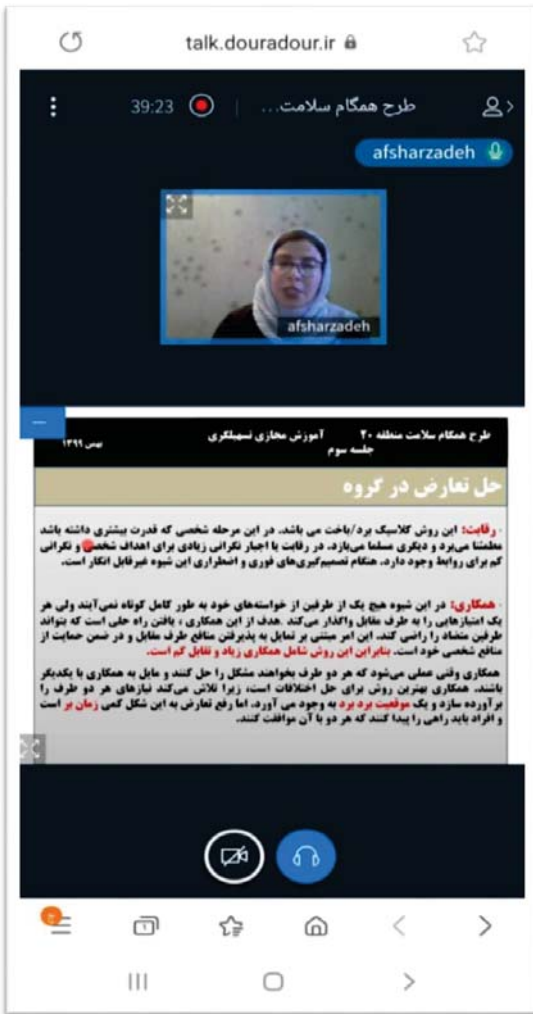 talk.douradour.ir
39:23 | طرح همگام سلامت...
afsharzadeh
afsharzadeh
طرح همگام سلامت منطقه ۲۰ آموزش مجازی تسهیلگری بهمن ۱۳۹۹
جلسه سوم
حل تعارض در گروه
رقابت: این روش کلاسیک برد/باخت می باشد. در این مرحله شخصی که قدرت بیشتری داشته باشد
مطمئنا می‌برد و دیگری مسلما می‌بازد. در رقابت یا اجبار نگرانی زیادی برای اهداف شخصی و نگرانی
کم برای روابط وجود دارد. هنگام تصمیم‌گیری‌های فوری و اضطراری این شیوه غیرقابل انکار است.
همکاری: در این شیوه هیچ یک از طرفین از خواسته‌های خود به طور کامل کوتاه نمی‌آیند ولی هر
یک امتیازهایی را به طرف مقابل واگذار می‌کند .هدف از این همکاری ، یافتن راه حلی است که بتواند
طرفین متضاد را راضی کند. این امر مبتنی بر تمایل به پذیرفتن منافع طرف مقابل و در ضمن حمایت از
منافع شخصی خود است. بنابراین این روش شامل همکاری زیاد و تقابل کم است.
همکاری وقتی عملی می‌شود که هر دو طرف بخواهند مشکل را حل کنند و مایل به همکاری با یکدیگر
باشند. همکاری بهترین روش برای حل اختلافات است، زیرا تلاش می‌کند نیازهای هر دو طرف را
برآورده سازد و یک موقعیت برد برد به وجود می آورد. اما رفع تعارض به این شکل کمی زمان بر است
و افراد باید راهی را پیدا کنند که هر دو با آن موافقت کنند.